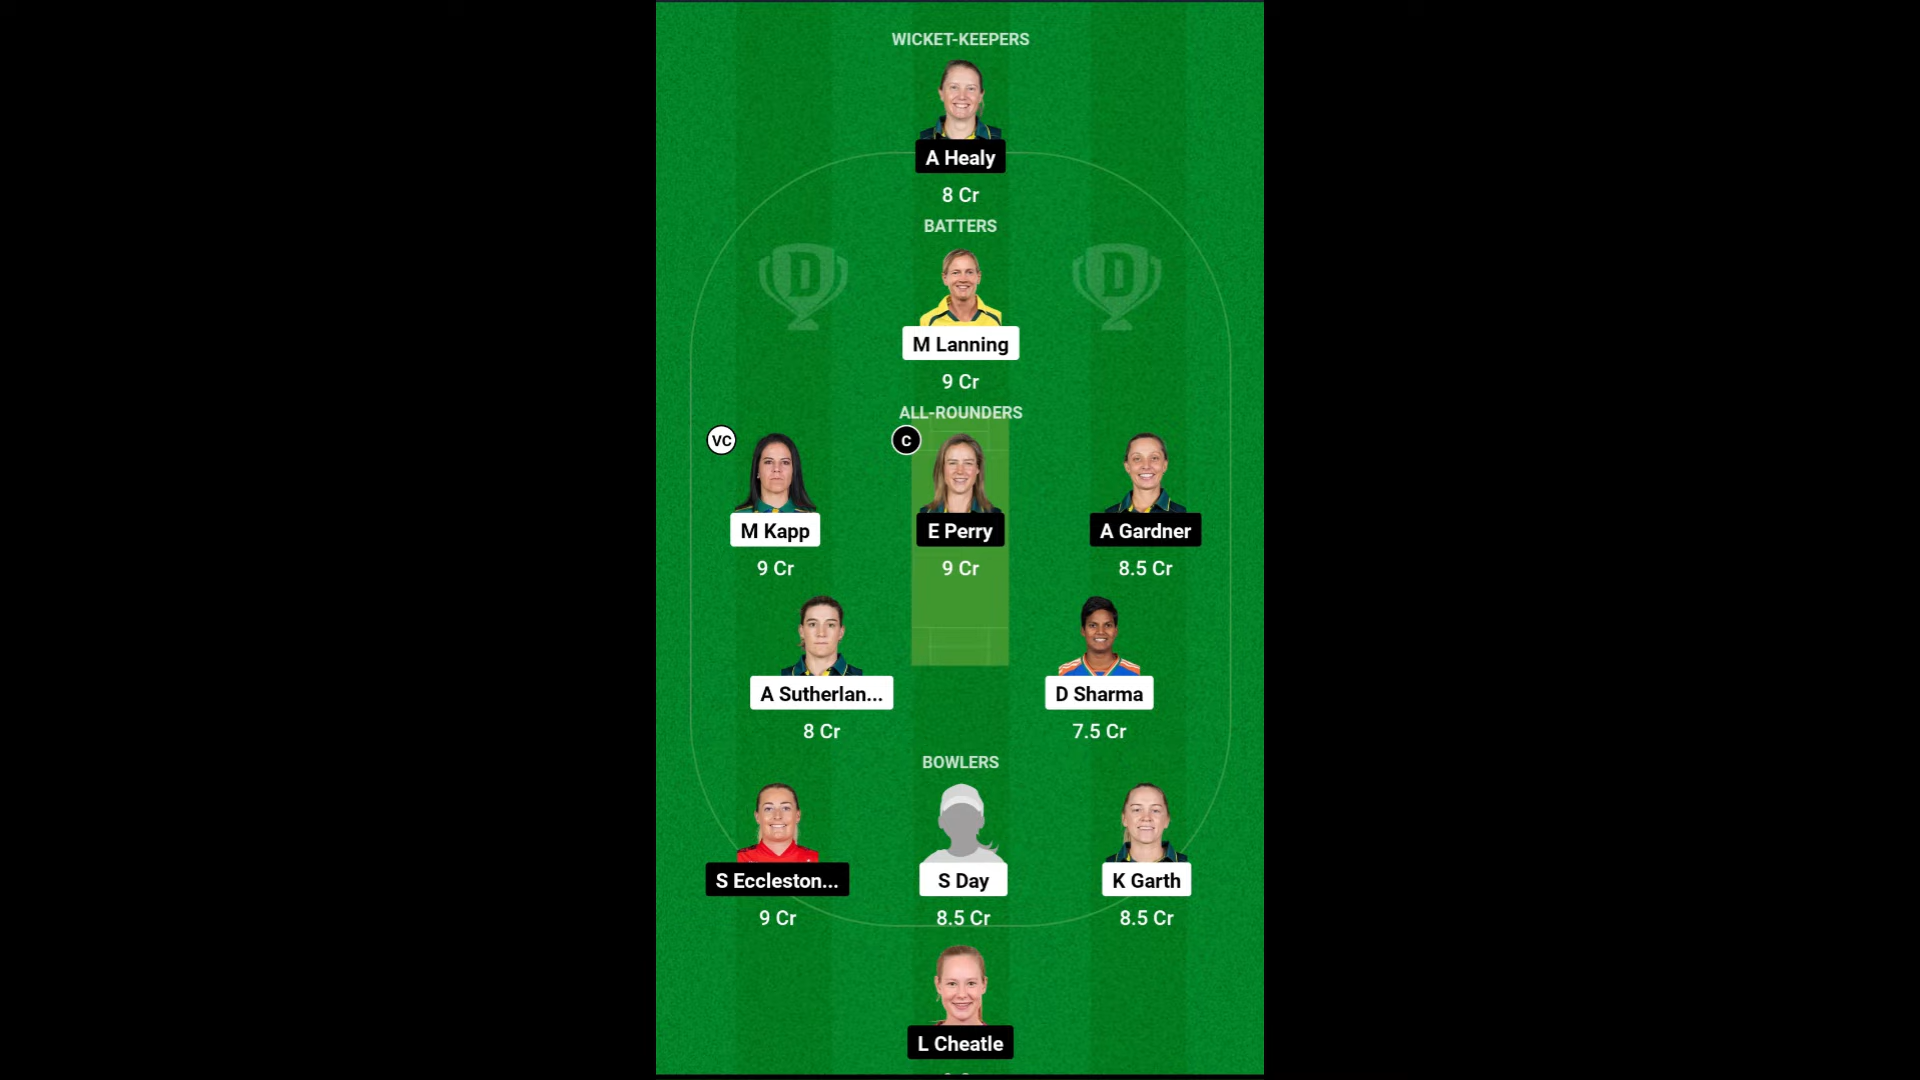 WICKET-KEEPERS
A Healy
8 Cr
BATTERS
D
D
M Lanning
9 Cr
ALL-ROUNDERS
VC
C
M Kapp
E Perry
A Gardner
9 Cr
9 Cr
8.5 Cr
A Sutherlan...
D Sharma
8 Cr
7.5 Cr
BOWLERS
S Eccleston...
S Day
K Garth
9 Cr
8.5 Cr
8.5 Cr
L Cheatle